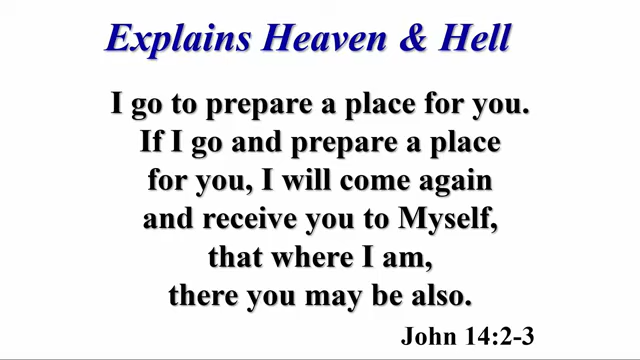 Explains Heaven & Hell
I go to prepare a place for you.
If I go and prepare a place
for you, I will come again
and receive you to Myself,
that where I am,
there you may be also.
John 14:2-3